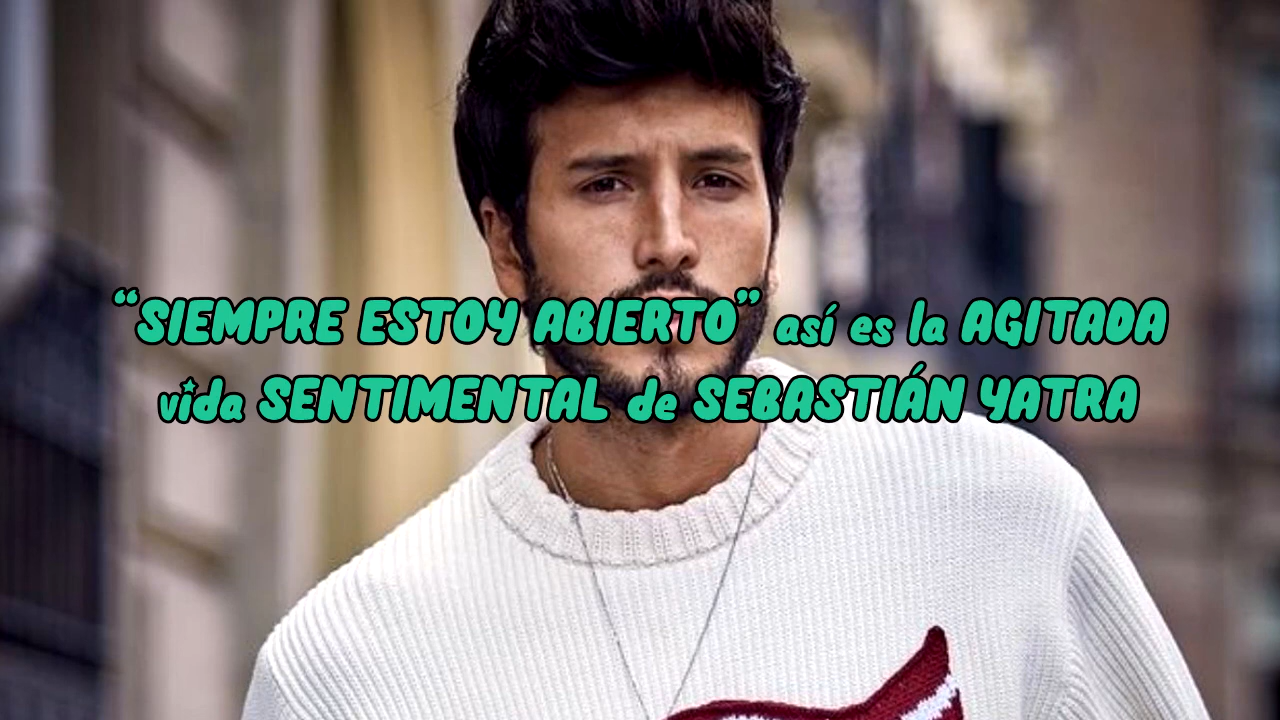 “SIEMPRE ESTOY ABIERTO” así es la AGITADA
vida SENTIMENTAL de SEBASTIÁN YATRA